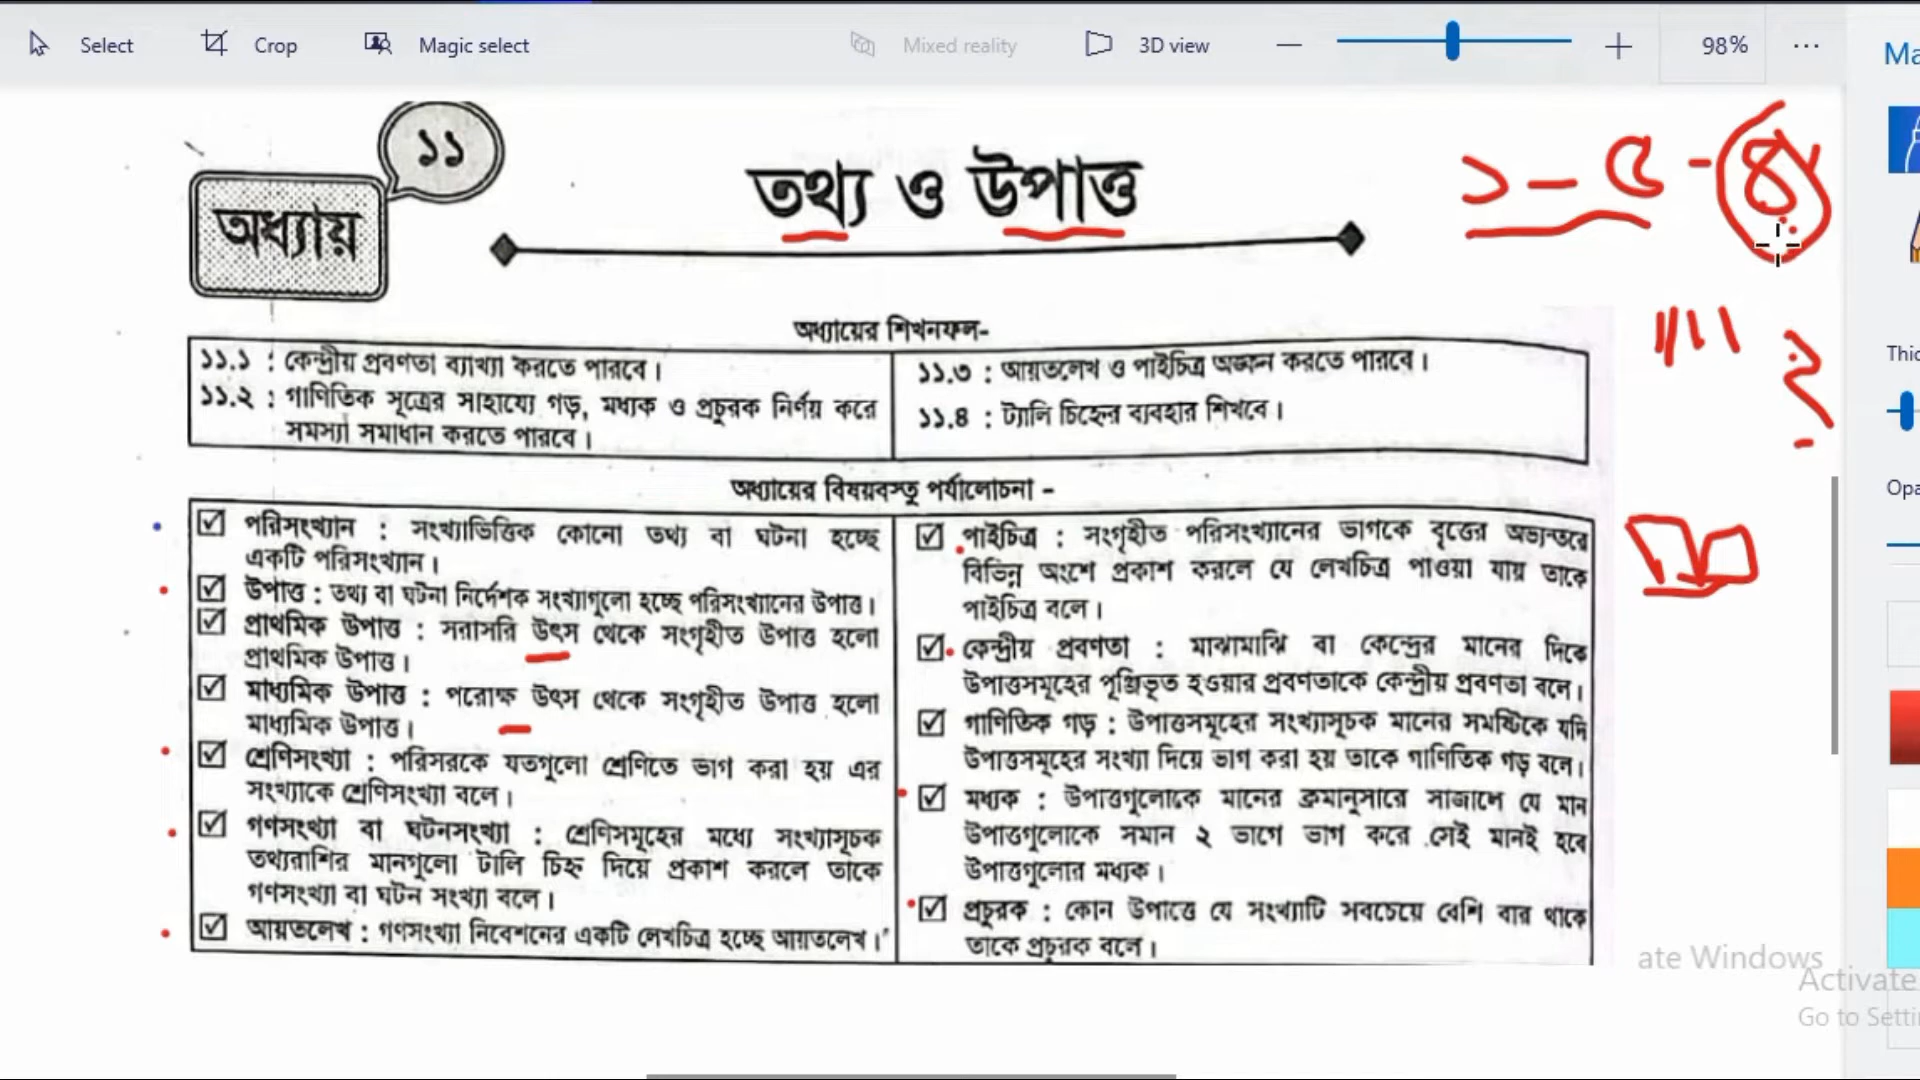 Select
Crop
Magic select
Mixed reality
3D view
98%
Ma
১১
অধ্যায়
তথ্য ও উপাত্ত
১ – ৫ - ৪
অধ্যায়ের শিখনফল-
১১.১ : কেন্দ্রীয় প্রবণতা ব্যাখ্যা করতে পারবে।
১১.২ : গাণিতিক সূত্রের সাহায্যে গড়, মধ্যক ও প্রচুরক নির্ণয় করে
সমস্যা সমাধান করতে পারবে।
১১.৩ : আয়তলেখ ও পাইচিত্র অঙ্কন করতে পারবে।
১১.৪ : ট্যালি চিহ্নের ব্যবহার শিখবে।
২
Thic
Opa
অধ্যায়ের বিষয়বস্তু পর্যালোচনা -
পরিসংখ্যান : সংখ্যাভিত্তিক কোনো তথ্য বা ঘটনা হচ্ছে
একটি পরিসংখ্যান।
উপাত্ত : তথ্য বা ঘটনা নির্দেশক সংখ্যাগুলো হচ্ছে পরিসংখ্যানের উপাত্ত।
প্রাথমিক উপাত্ত : সরাসরি উৎস থেকে সংগৃহীত উপাত্ত হলো
প্রাথমিক উপাত্ত।
মাধ্যমিক উপাত্ত : পরোক্ষ উৎস থেকে সংগৃহীত উপাত্ত হলো
মাধ্যমিক উপাত্ত।
শ্রেণিসংখ্যা : পরিসরকে যতগুলো শ্রেণিতে ভাগ করা হয় এর
সংখ্যাকে শ্রেণিসংখ্যা বলে।
গণসংখ্যা বা ঘটনসংখ্যা : শ্রেণিসমূহের মধ্যে সংখ্যাসূচক
তথ্যরাশির মানগুলো টালি চিহ্ন দিয়ে প্রকাশ করলে তাকে
গণসংখ্যা বা ঘটন সংখ্যা বলে।
আয়তলেখ : গণসংখ্যা নিবেশনের একটি লেখচিত্র হচ্ছে আয়তলেখ।
পাইচিত্র : সংগৃহীত পরিসংখ্যানের ভাগকে বৃত্তের অভ্যন্তরে
বিভিন্ন অংশে প্রকাশ করলে যে লেখচিত্র পাওয়া যায় তাকে
পাইচিত্র বলে।
কেন্দ্রীয় প্রবণতা : মাঝামাঝি বা কেন্দ্রের মানের দিকে
উপাত্তসমূহের পুঞ্জিভূত হওয়ার প্রবণতাকে কেন্দ্রীয় প্রবণতা বলে।
গাণিতিক গড় : উপাত্তসমূহের সংখ্যাসূচক মানের সমষ্টিকে যদি
উপাত্তসমূহের সংখ্যা দিয়ে ভাগ করা হয় তাকে গাণিতিক গড় বলে।
মধ্যক : উপাত্তগুলোকে মানের ক্রমানুসারে সাজালে যে মান
উপাত্তগুলোকে সমান ২ ভাগে ভাগ করে সেই মানই হবে
উপাত্তগুলোর মধ্যক।
প্রচুরক : কোন উপাত্তে যে সংখ্যাটি সবচেয়ে বেশি বার থাকে
তাকে প্রচুরক বলে।
ate Windows
Activate
Go to Setti